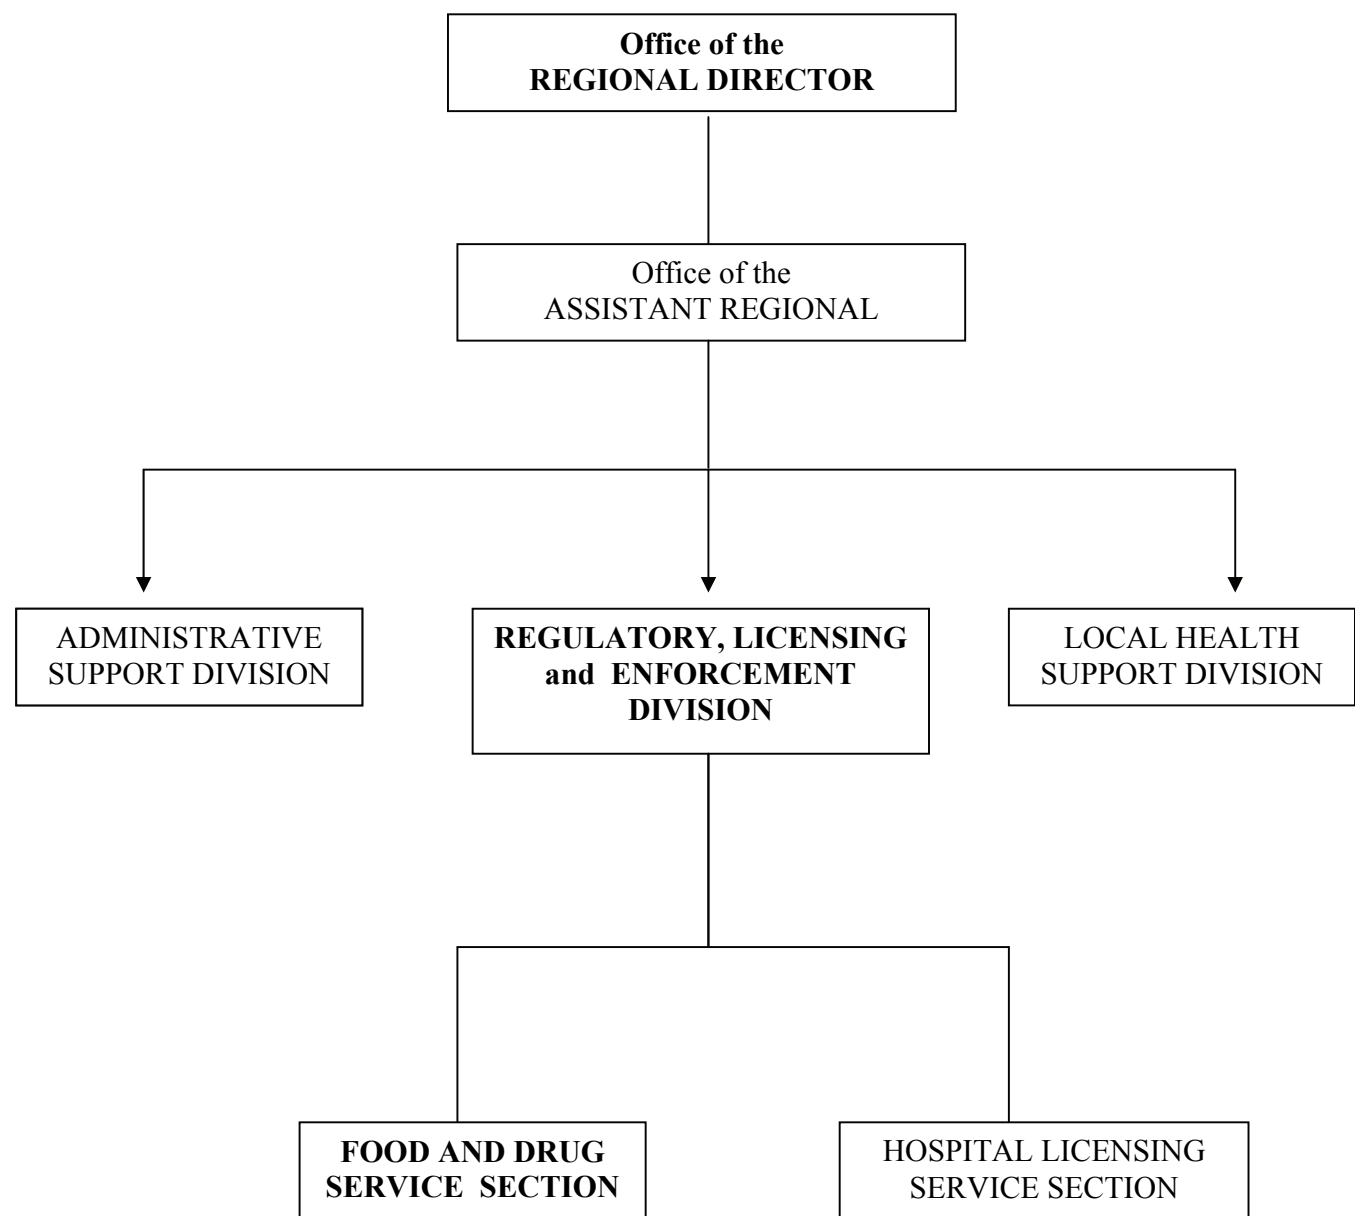 Office of the
REGIONAL DIRECTOR
Office of the
ASSISTANT REGIONAL
ADMINISTRATIVE
SUPPORT DIVISION
REGULATORY, LICENSING
and ENFORCEMENT
DIVISION
LOCAL HEALTH
SUPPORT DIVISION
FOOD AND DRUG
SERVICE SECTION
HOSPITAL LICENSING
SERVICE SECTION